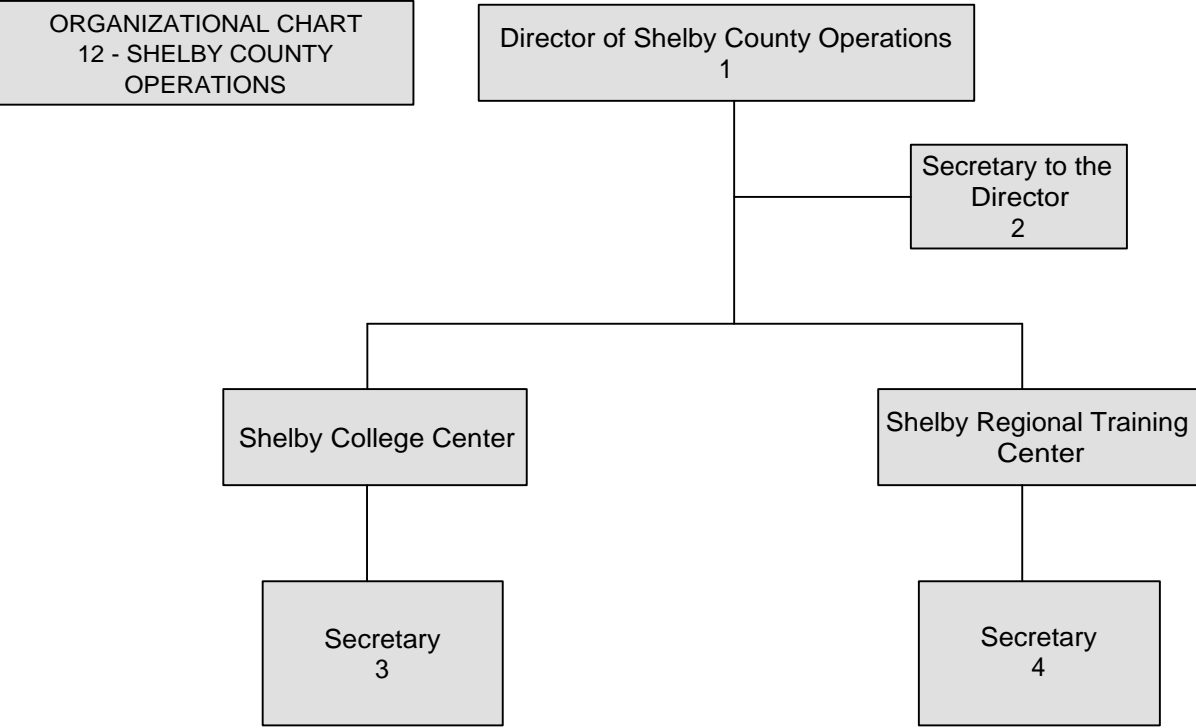 ORGANIZATIONAL CHART
12 - SHELBY COUNTY
OPERATIONS
Director of Shelby County Operations
1
Secretary to the
Director
2
Shelby College Center
Shelby Regional Training
Center
Secretary
3
Secretary
4